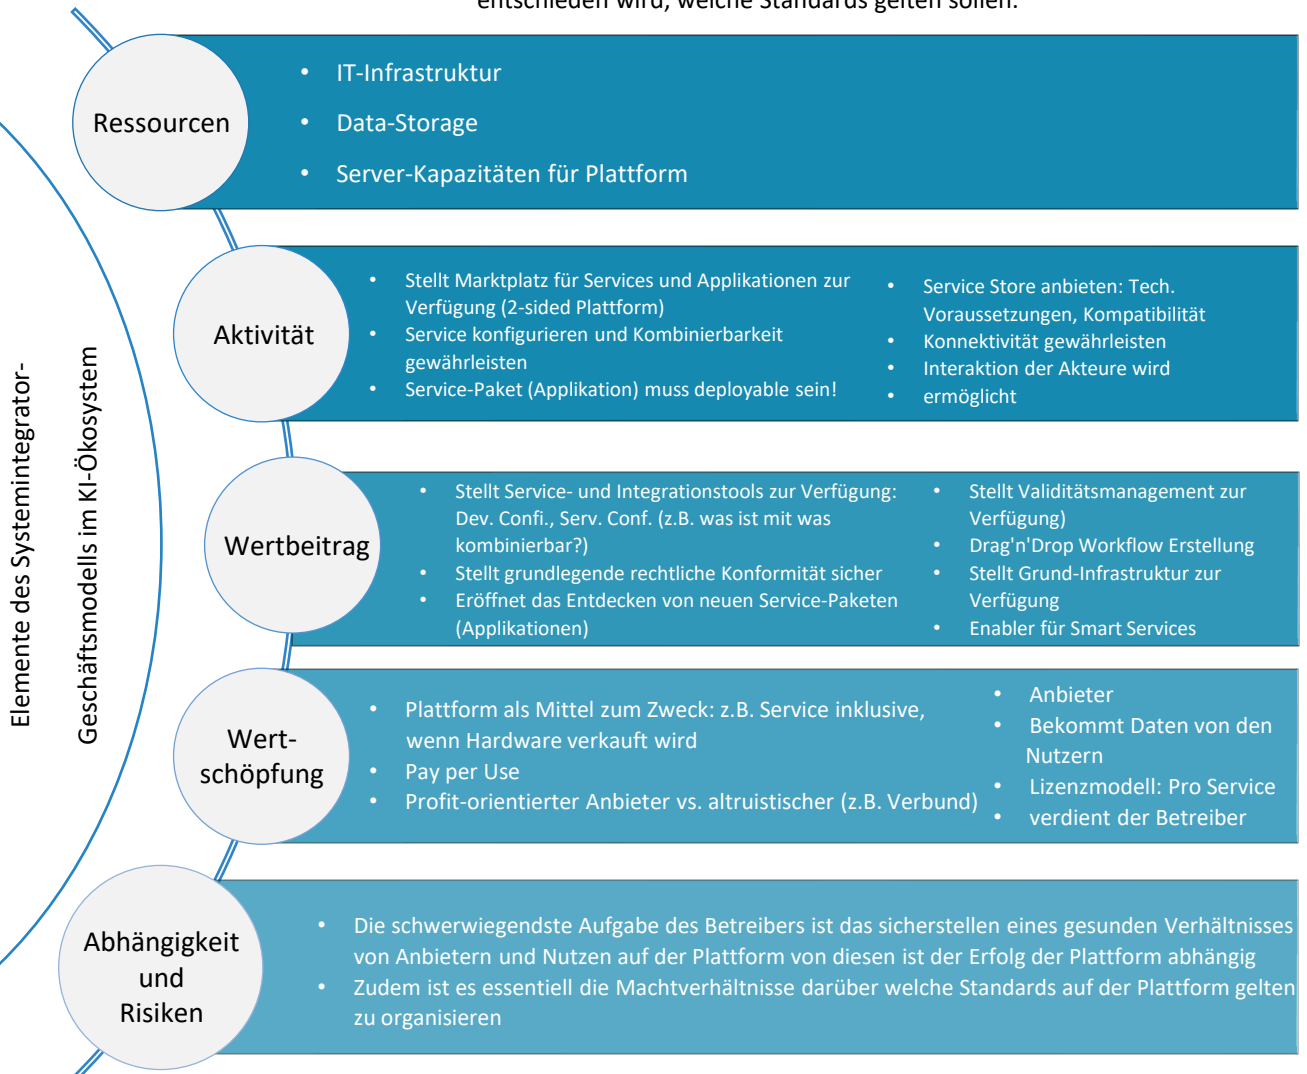 entschieden wird, welche Standards gelten sollen.
Elemente des Systemintegrator-
Geschäftsmodells im KI-Ökosystem
Ressourcen
• IT-Infrastruktur
• Data-Storage
• Server-Kapazitäten für Plattform
Aktivität
• Stellt Marktplatz für Services und Applikationen zur
Verfügung (2-sided Plattform)
• Service konfigurieren und Kombinierbarkeit
gewährleisten
• Service-Paket (Applikation) muss deployable sein!
• Service Store anbieten: Tech.
Voraussetzungen, Kompatibilität
• Konnektivität gewährleisten
• Interaktion der Akteure wird
• ermöglicht
Wertbeitrag
• Stellt Service- und Integrationstools zur Verfügung:
Dev. Confi., Serv. Conf. (z.B. was ist mit was
kombinierbar?)
• Stellt grundlegende rechtliche Konformität sicher
• Eröffnet das Entdecken von neuen Service-Paketen
(Applikationen)
• Stellt Validitätsmanagement zur
Verfügung)
• Drag'n'Drop Workflow Erstellung
• Stellt Grund-Infrastruktur zur
Verfügung
• Enabler für Smart Services
Wert-
schöpfung
• Plattform als Mittel zum Zweck: z.B. Service inklusive,
wenn Hardware verkauft wird
• Pay per Use
• Profit-orientierter Anbieter vs. altruistischer (z.B. Verbund)
• Anbieter
• Bekommt Daten von den
Nutzern
• Lizenzmodell: Pro Service
• verdient der Betreiber
Abhängigkeit
und
Risiken
• Die schwerwiegendste Aufgabe des Betreibers ist das sicherstellen eines gesunden Verhältnisses
von Anbietern und Nutzen auf der Plattform von diesen ist der Erfolg der Plattform abhängig
• Zudem ist es essentiell die Machtverhältnisse darüber welche Standards auf der Plattform gelten
zu organisieren